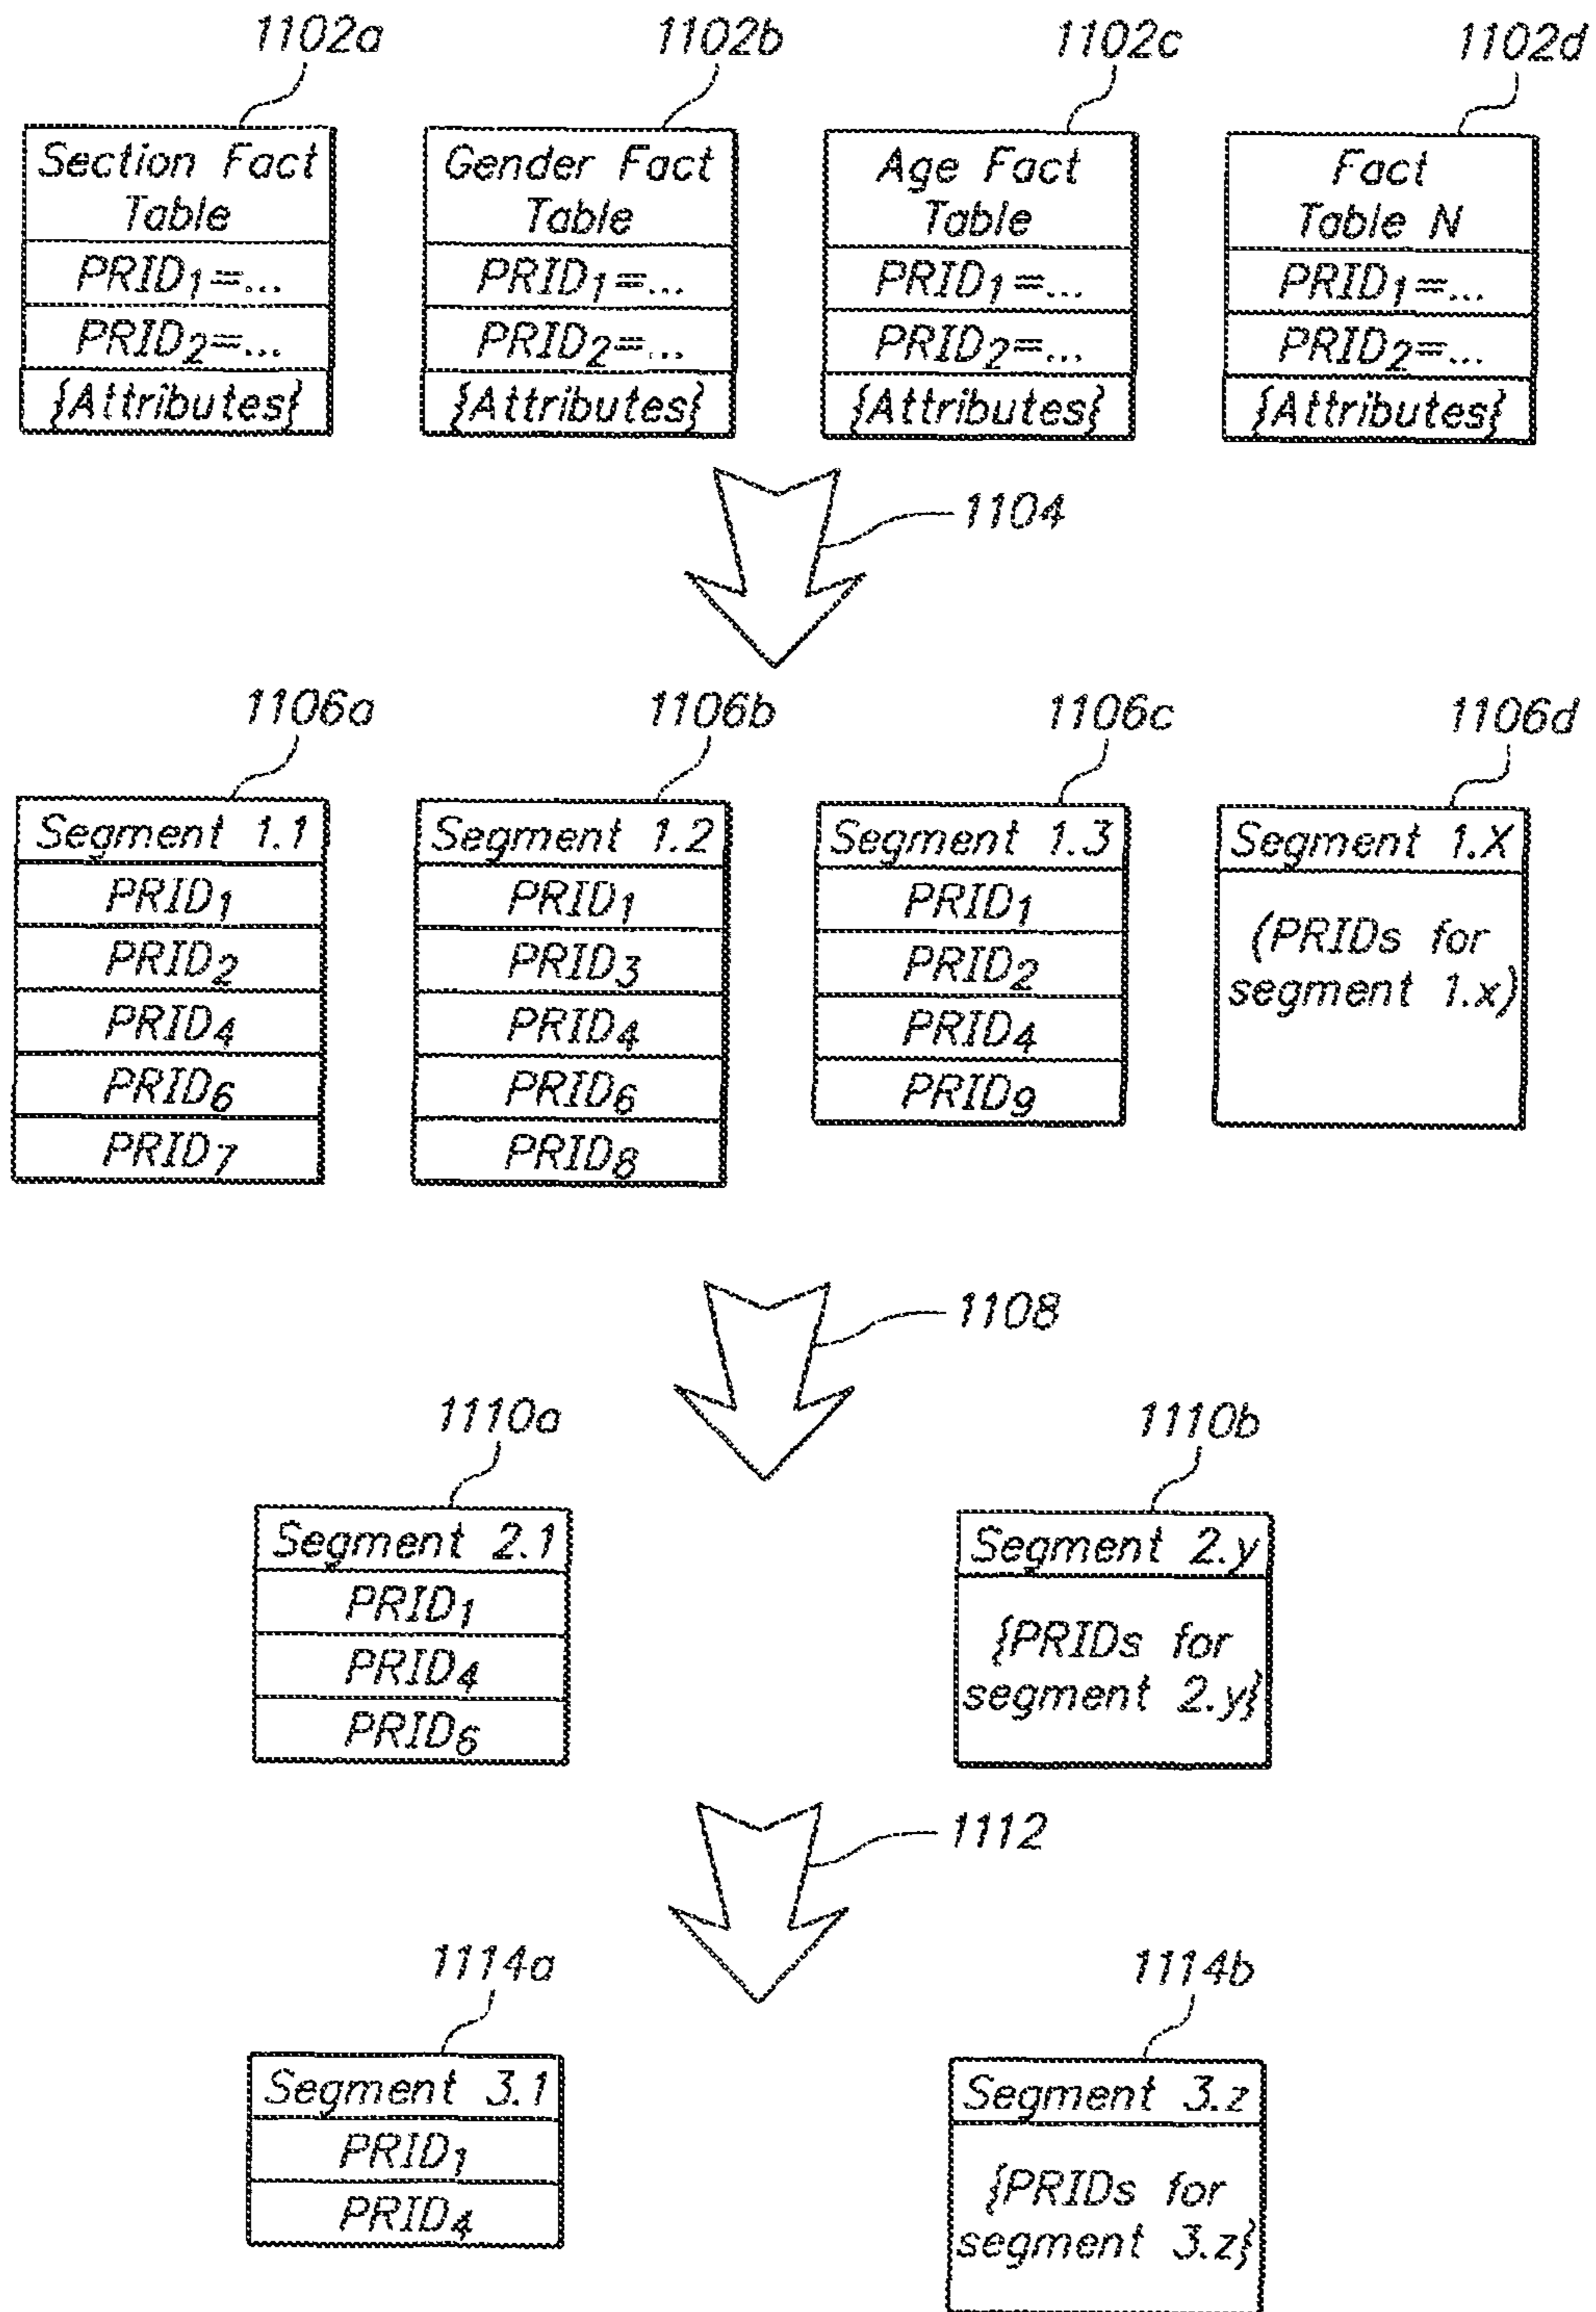 1102a
1102b
1102c
1102d
Section Fact
Table
PRID1=...
PRID2=...
{Attributes}
Gender Fact
Table
PRID1=...
PRID2=...
{Attributes}
Age Fact
Table
PRID1=...
PRID2=...
{Attributes}
Fact
Table N
PRID1=...
PRID2=...
{Attributes}
1104
1106a
1106b
1106c
1106d
Segment 1.1
PRID1
PRID2
PRID4
PRID6
PRID7
Segment 1.2
PRID1
PRID3
PRID4
PRID6
PRID8
Segment 1.3
PRID1
PRID2
PRID4
PRID9
Segment 1.X
(PRIDs for
segment 1.x)
1108
1110a
1110b
Segment 2.1
PRID1
PRID4
PRID6
Segment 2.y
{PRIDs for
segment 2.y}
1112
1114a
1114b
Segment 3.1
PRID1
PRID4
Segment 3.z
{PRIDs for
segment 3.z}